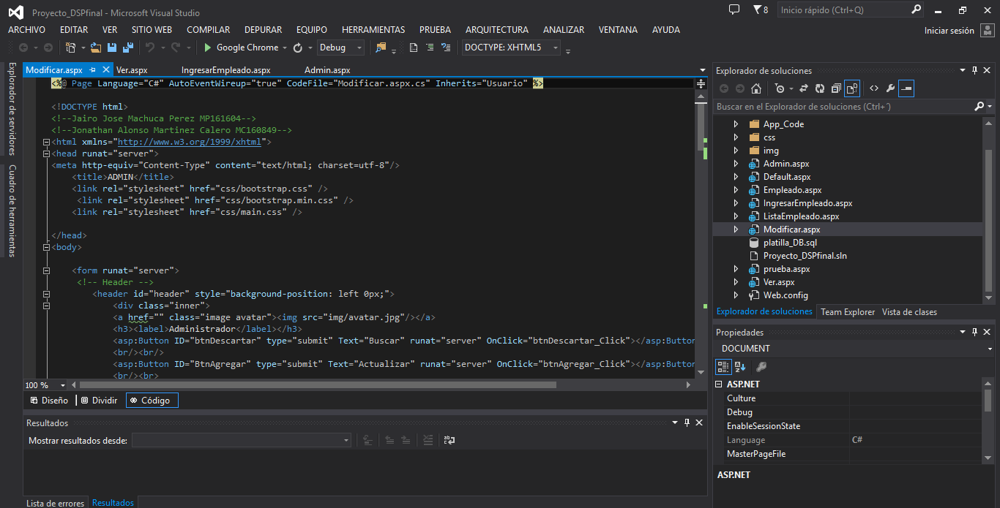 Proyecto_DSPfinal - Microsoft Visual Studio
8
Inicio rápido (Ctrl+Q)
ARCHIVO EDITAR VER SITIO WEB COMPILAR DEPURAR EQUIPO HERRAMIENTAS PRUEBA ARQUITECTURA ANALIZAR VENTANA AYUDA
Iniciar sesión
Google Chrome Debug DOCTYPE: XHTML5
Explorador de servidores
Cuadro de herramientas
Modificar.aspx Ver.aspx IngresarEmpleado.aspx Admin.aspx
<%@ Page Language="C#" AutoEventWireup="true" CodeFile="Modificar.aspx.cs" Inherits="Usuario" %>
<!DOCTYPE html>
<!--Jairo Jose Machuca Perez MP161604-->
<!--Jonathan Alonso Martinez Calero MC160849-->
<html xmlns="http://www.w3.org/1999/xhtml">
<head runat="server">
<meta http-equiv="Content-Type" content="text/html; charset=utf-8"/>
<title>ADMIN</title>
<link rel="stylesheet" href="css/bootstrap.css" />
<link rel="stylesheet" href="css/bootstrap.min.css" />
<link rel="stylesheet" href="css/main.css" />
</head>
<body>
<form runat="server">
<!-- Header -->
<header id="header" style="background-position: left 0px;">
<div class="inner">
<a href="" class="image avatar"><img src="img/avatar.jpg"/></a>
<h3><label>Administrador</label></h3>
<asp:Button ID="btnDescartar" type="submit" Text="Buscar" runat="server" OnClick="btnDescartar_Click"></asp:Button
<br/><br/>
<asp:Button ID="BtnAgregar" type="submit" Text="Actualizar" runat="server" OnClick="btnAgregar_Click"></asp:Button
<br/><br>
100 %
Diseño Dividir Código
Resultados
Mostrar resultados desde:
Lista de errores Resultados
Explorador de soluciones
Buscar en el Explorador de soluciones (Ctrl+´)
App_Code
css
img
Admin.aspx
Default.aspx
Empleado.aspx
IngresarEmpleado.aspx
ListaEmpleado.aspx
Modificar.aspx
platilla_DB.sql
Proyecto_DSPfinal.sln
prueba.aspx
Ver.aspx
Web.config
Explorador de soluciones Team Explorer Vista de clases
Propiedades
DOCUMENT
ASP.NET
Culture
Debug
EnableSessionState
Language C#
MasterPageFile
ASP.NET